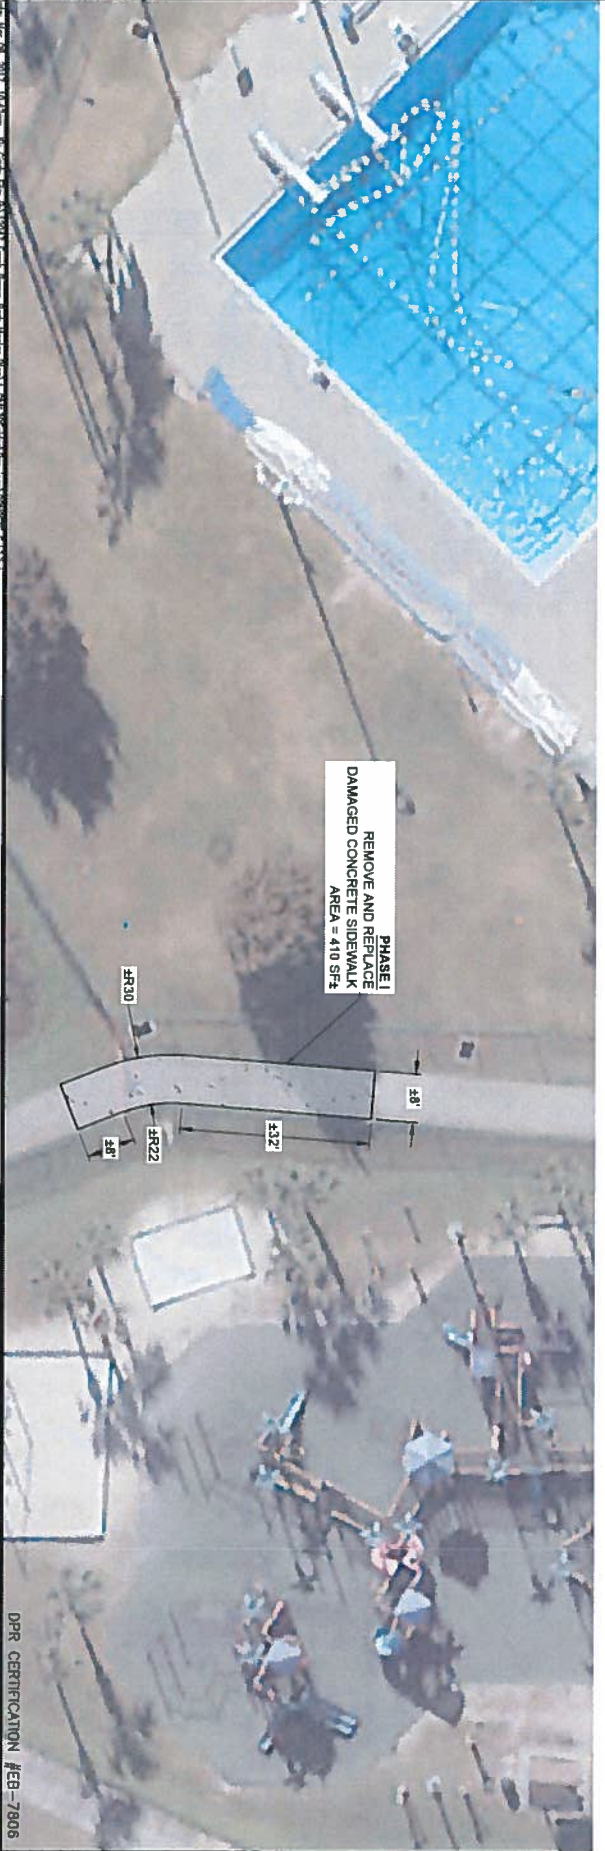 PHASE I
REMOVE AND REPLACE
DAMAGED CONCRETE SIDEWALK
AREA = 410 SF±
±R30
±8'
±32'
±R22
±8'
DPR CERTIFICATION #EB-7806